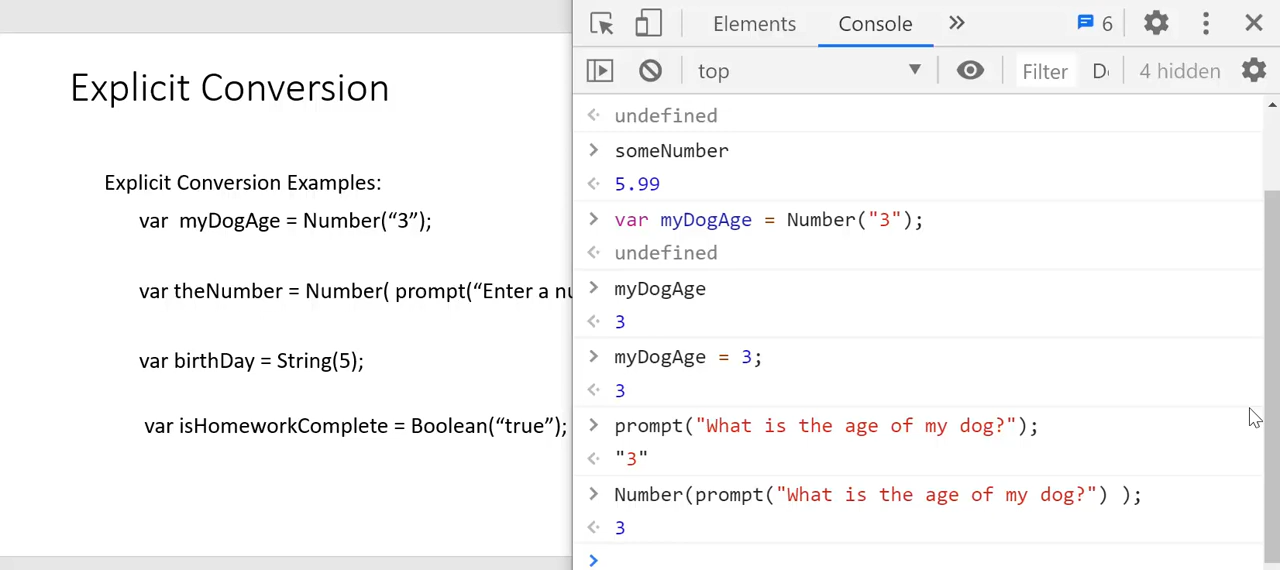 Explicit Conversion
Explicit Conversion Examples:
var myDogAge = Number(“3”);
var theNumber = Number( prompt(“Enter a nu
var birthDay = String(5);
var isHomeworkComplete = Boolean(“true”);
Elements Console 6
top Filter De 4 hidden
undefined
someNumber
5.99
var myDogAge = Number("3");
undefined
myDogAge
3
myDogAge = 3;
3
prompt("What is the age of my dog?");
"3"
Number(prompt("What is the age of my dog?") );
3